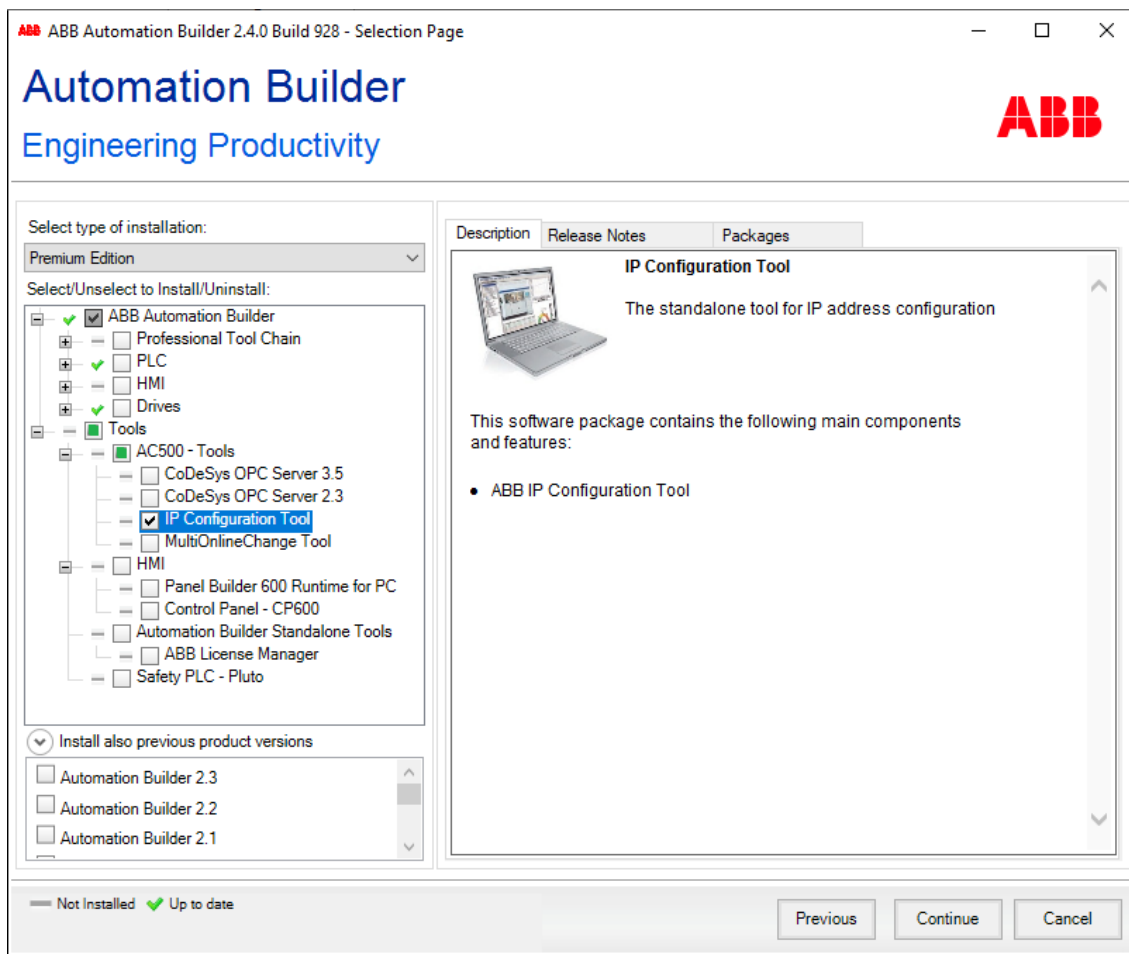 ABB ABB Automation Builder 2.4.0 Build 928 - Selection Page
Automation Builder
ABB
Engineering Productivity
Select type of installation:
Premium Edition
Select/Unselect to Install/Uninstall:
ABB Automation Builder
Professional Tool Chain
PLC
HMI
Drives
Tools
AC500 - Tools
CoDeSys OPC Server 3.5
CoDeSys OPC Server 2.3
IP Configuration Tool
MultiOnlineChange Tool
HMI
Panel Builder 600 Runtime for PC
Control Panel - CP600
Automation Builder Standalone Tools
ABB License Manager
Safety PLC - Pluto
Install also previous product versions
Automation Builder 2.3
Automation Builder 2.2
Automation Builder 2.1
Description Release Notes Packages
IP Configuration Tool
The standalone tool for IP address configuration
This software package contains the following main components
and features:
• ABB IP Configuration Tool
Not Installed Up to date
Previous Continue Cancel